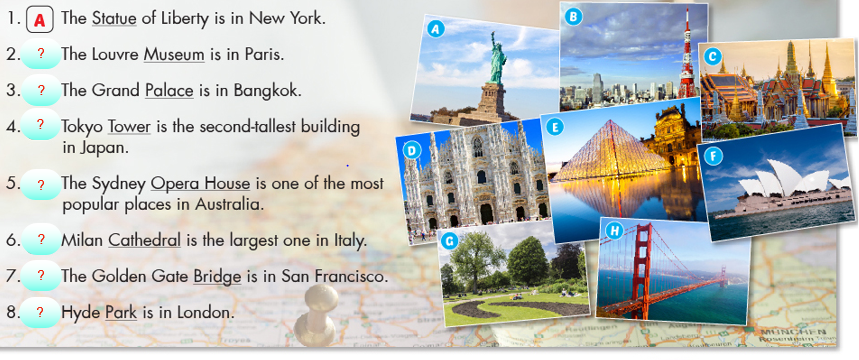 1. A The Statue of Liberty is in New York.
2. ? The Louvre Museum is in Paris.
3. ? The Grand Palace is in Bangkok.
4. ? Tokyo Tower is the second-tallest building
in Japan.
5. ? The Sydney Opera House is one of the most
popular places in Australia.
6. ? Milan Cathedral is the largest one in Italy.
7. ? The Golden Gate Bridge is in San Francisco.
8. ? Hyde Park is in London.
A
B
C
D
E
F
G
H
MÜNCHEN